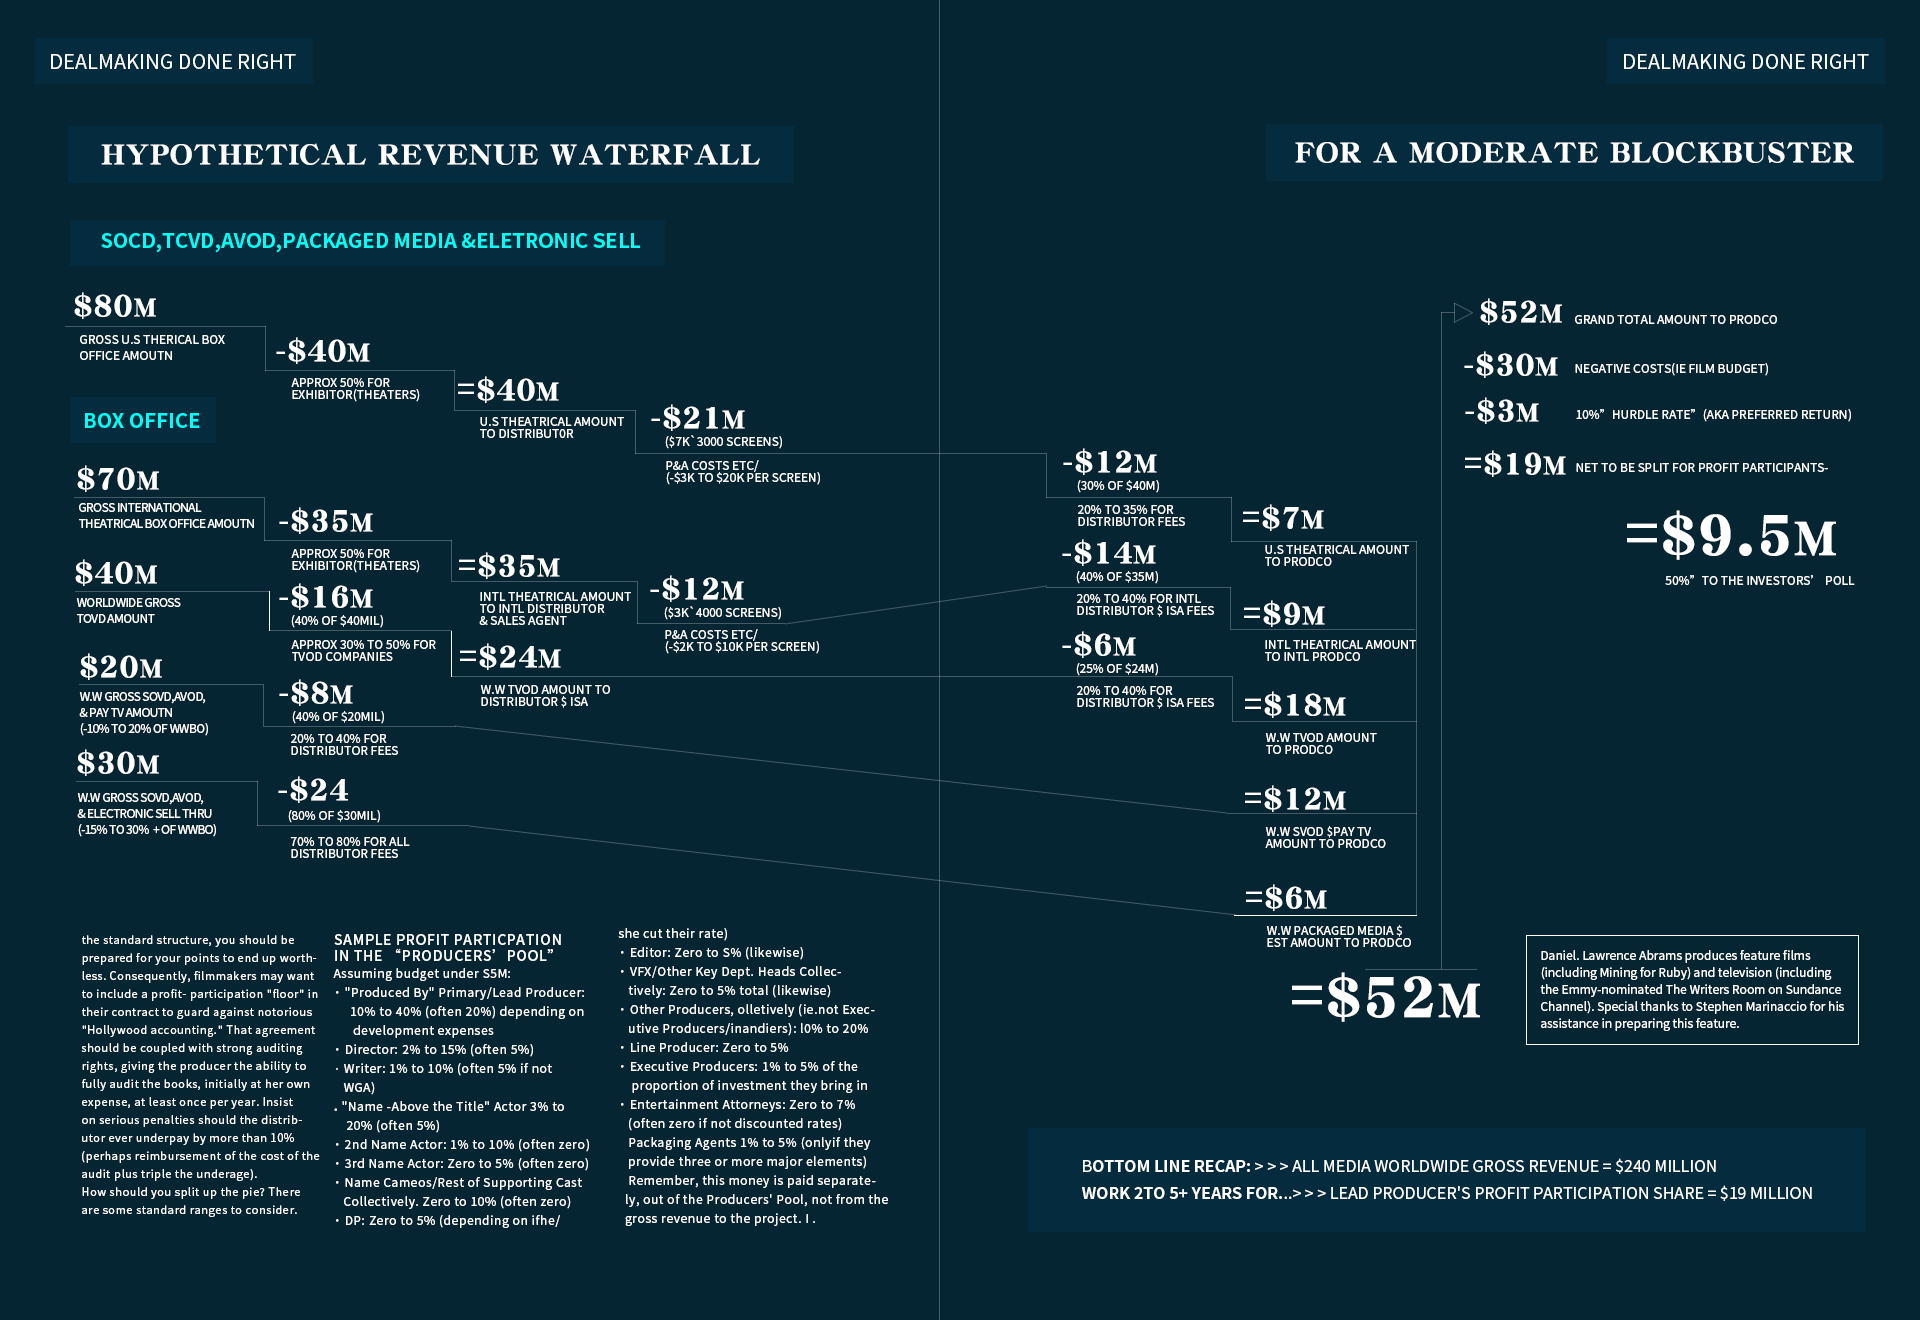 DEALMAKING DONE RIGHT
DEALMAKING DONE RIGHT
HYPOTHETICAL REVENUE WATERFALL
FOR A MODERATE BLOCKBUSTER
SOCD,TCVD,AVOD,PACKAGED MEDIA &ELETRONIC SELL
$80M
GROSS U.S THERICAL BOX
OFFICE AMOUTN
-$40M
APPROX 50% FOR
EXHIBITOR(THEATERS)
=$40M
U.S THEATRICAL AMOUNT
TO DISTRIBUT0R
-$21M
($7K`3000 SCREENS)
P&A COSTS ETC/
(-$3K TO $20K PER SCREEN)
-$12M
(30% OF $40M)
20% TO 35% FOR
DISTRIBUTOR FEES
=$7M
U.S THEATRICAL AMOUNT
TO PRODCO
BOX OFFICE
$70M
GROSS INTERNATIONAL
THEATRICAL BOX OFFICE AMOUTN
-$35M
APPROX 50% FOR
EXHIBITOR(THEATERS)
=$35M
INTL THEATRICAL AMOUNT
TO INTL DISTRIBUTOR
& SALES AGENT
-$12M
($3K`4000 SCREENS)
P&A COSTS ETC/
(-$2K TO $10K PER SCREEN)
-$14M
(40% OF $35M)
20% TO 40% FOR INTL
DISTRIBUTOR $ ISA FEES
=$9M
INTL THEATRICAL AMOUNT
TO INTL PRODCO
$40M
WORLDWIDE GROSS
TOVD AMOUNT
-$16M
(40% OF $40MIL)
APPROX 30% TO 50% FOR
TVOD COMPANIES
=$24M
W.W TVOD AMOUNT TO
DISTRIBUTOR $ ISA
-$6M
(25% OF $24M)
20% TO 40% FOR
DISTRIBUTOR $ ISA FEES
=$18M
W.W TVOD AMOUNT
TO PRODCO
$20M
W.W GROSS SOVD,AVOD,
& PAY TV AMOUTN
(-10% TO 20% OF WWBO)
-$8M
(40% OF $20MIL)
20% TO 40% FOR
DISTRIBUTOR FEES
=$12M
W.W SVOD $PAY TV
AMOUNT TO PRODCO
$30M
W.W GROSS SOVD,AVOD,
& ELECTRONIC SELL THRU
(-15% TO 30% + OF WWBO)
-$24
(80% OF $30MIL)
70% TO 80% FOR ALL
DISTRIBUTOR FEES
=$6M
W.W PACKAGED MEDIA $
EST AMOUNT TO PRODCO
=$52M
$52M GRAND TOTAL AMOUNT TO PRODCO
-$30M NEGATIVE COSTS(IE FILM BUDGET)
-$3M 10%” HURDLE RATE” (AKA PREFERRED RETURN)
=$19M NET TO BE SPLIT FOR PROFIT PARTICIPANTS-
=$9.5M
50%” TO THE INVESTORS’ POLL
the standard structure, you should be
prepared for your points to end up worth-
less. Consequently, filmmakers may want
to include a profit- participation "floor" in
their contract to guard against notorious
"Hollywood accounting." That agreement
should be coupled with strong auditing
rights, giving the producer the ability to
fully audit the books, initially at her own
expense, at least once per year. Insist
on serious penalties should the distrib-
utor ever underpay by more than 10%
(perhaps reimbursement of the cost of the
audit plus triple the underage).
How should you split up the pie? There
are some standard ranges to consider.
SAMPLE PROFIT PARTICPATION
IN THE “PRODUCERS’ POOL”
Assuming budget under S5M:
· "Produced By" Primary/Lead Producer:
10% to 40% (often 20%) depending on
development expenses
· Director: 2% to 15% (often 5%)
· Writer: 1% to 10% (often 5% if not
WGA)
. "Name -Above the Title" Actor 3% to
20% (often 5%)
· 2nd Name Actor: 1% to 10% (often zero)
· 3rd Name Actor: Zero to 5% (often zero)
· Name Cameos/Rest of Supporting Cast
Collectively. Zero to 10% (often zero)
· DP: Zero to 5% (depending on ifhe/
she cut their rate)
· Editor: Zero to S% (likewise)
· VFX/Other Key Dept. Heads Collec-
tively: Zero to 5% total (likewise)
· Other Producers, olletively (ie.not Exec-
utive Producers/inandiers): l0% to 20%
· Line Producer: Zero to 5%
· Executive Producers: 1% to 5% of the
proportion of investment they bring in
· Entertainment Attorneys: Zero to 7%
(often zero if not discounted rates)
Packaging Agents 1% to 5% (onlyif they
provide three or more major elements)
Remember, this money is paid separate-
ly, out of the Producers' Pool, not from the
gross revenue to the project. I .
Daniel. Lawrence Abrams produces feature films
(including Mining for Ruby) and television (including
the Emmy-nominated The Writers Room on Sundance
Channel). Special thanks to Stephen Marinaccio for his
assistance in preparing this feature.
BOTTOM LINE RECAP: > > > ALL MEDIA WORLDWIDE GROSS REVENUE = $240 MILLION
WORK 2TO 5+ YEARS FOR...> > > LEAD PRODUCER'S PROFIT PARTICIPATION SHARE = $19 MILLION